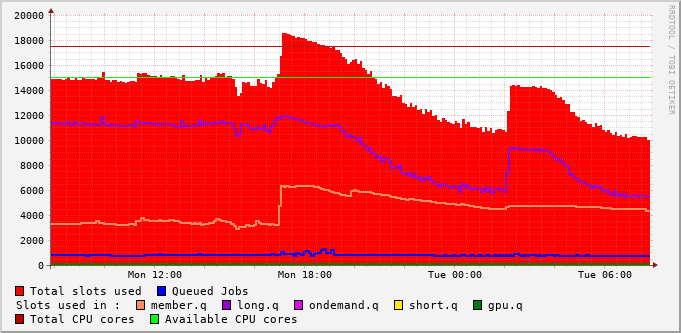 20000
18000
16000
14000
12000
10000
8000
6000
4000
2000
0
Mon 12:00 Mon 18:00 Tue 00:00 Tue 06:00
RRDTOOL / TOBI OETIKER
Total slots used Queued Jobs
Slots used in : member.q long.q ondemand.q short.q gpu.q
Total CPU cores Available CPU cores